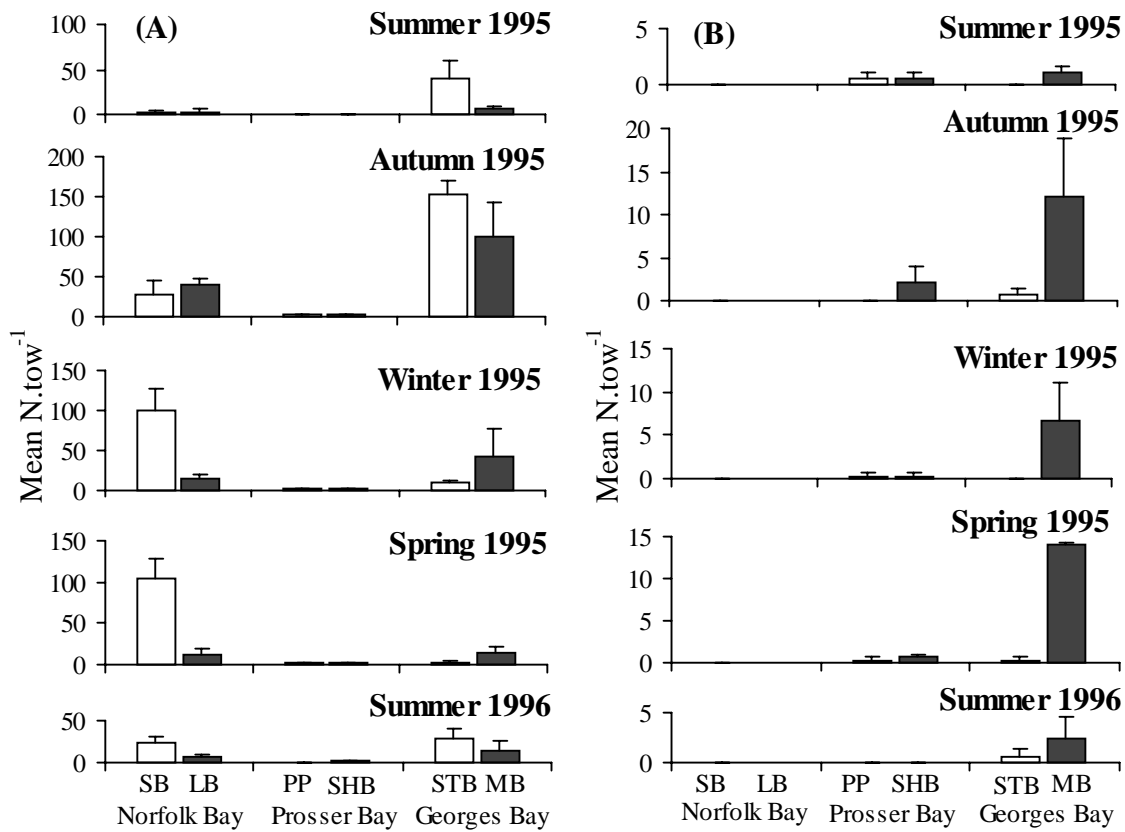 (A)
Summer 1995
100
50
0
Autumn 1995
200
150
100
50
0
Winter 1995
150
100
50
0
Spring 1995
150
100
50
0
Summer 1996
50
0
Mean N.tow⁻¹
SB LB PP SHB STB MB
Norfolk Bay Prosser Bay Georges Bay
(B)
Summer 1995
5
0
Autumn 1995
20
15
10
5
0
Winter 1995
15
10
5
0
Spring 1995
15
10
5
0
Summer 1996
5
0
Mean N.tow⁻¹
SB LB PP SHB STB MB
Norfolk Bay Prosser Bay Georges Bay